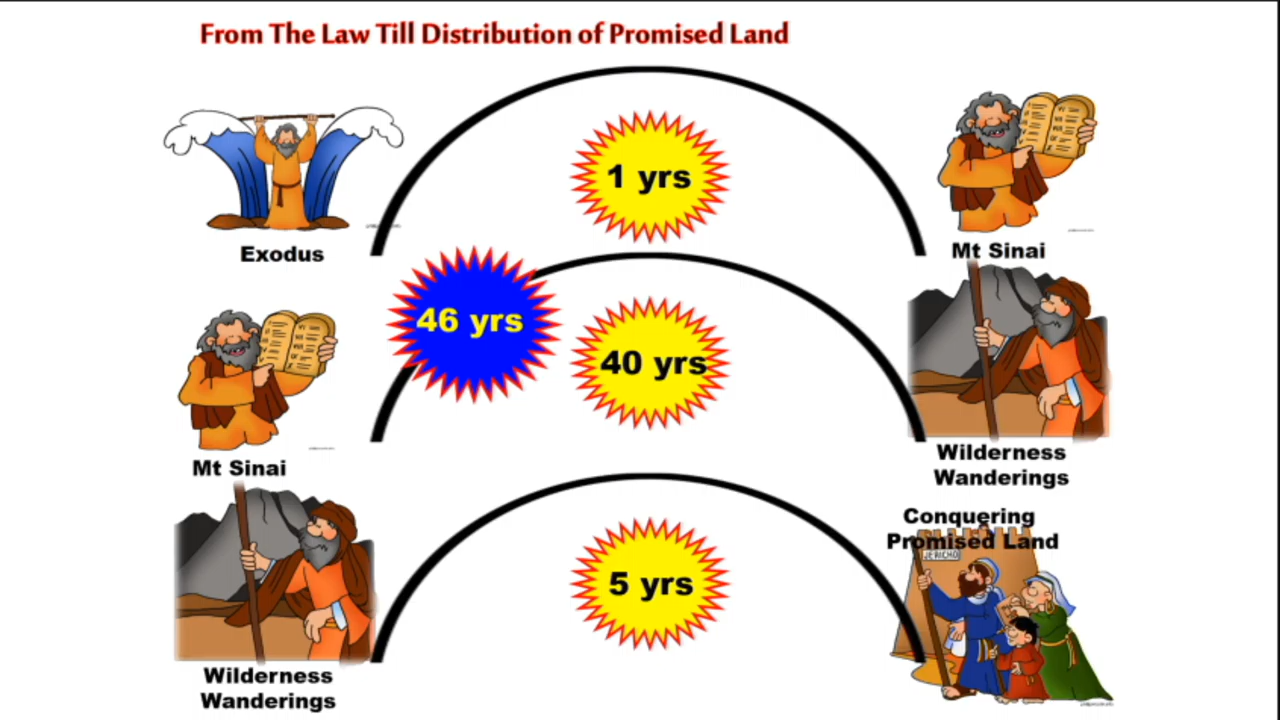 From The Law Till Distribution of Promised Land
1 yrs
Exodus
Mt Sinai
46 yrs
40 yrs
Mt Sinai
Wilderness
Wanderings
Conquering
Promised Land
JERICHO
5 yrs
Wilderness
Wanderings